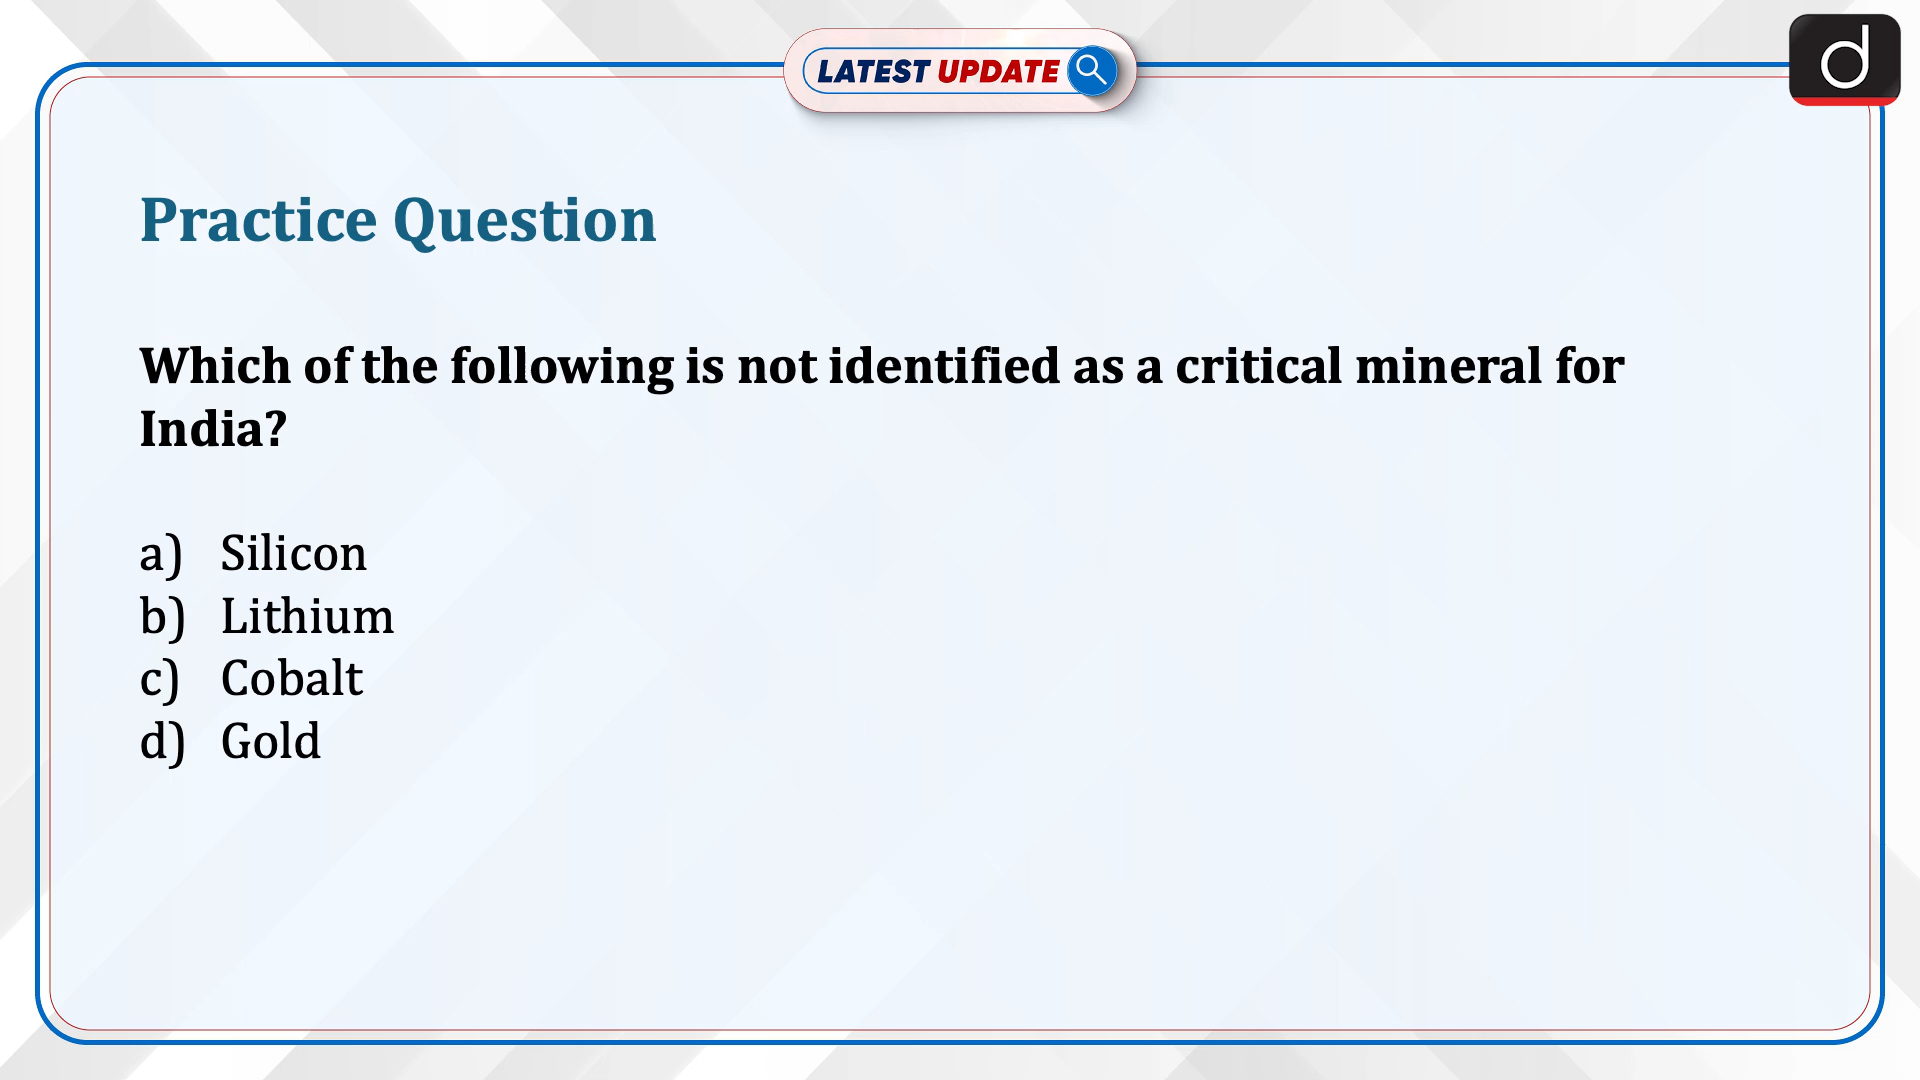 LATEST UPDATE
d
Practice Question
Which of the following is not identified as a critical mineral for
India?
a) Silicon
b) Lithium
c) Cobalt
d) Gold